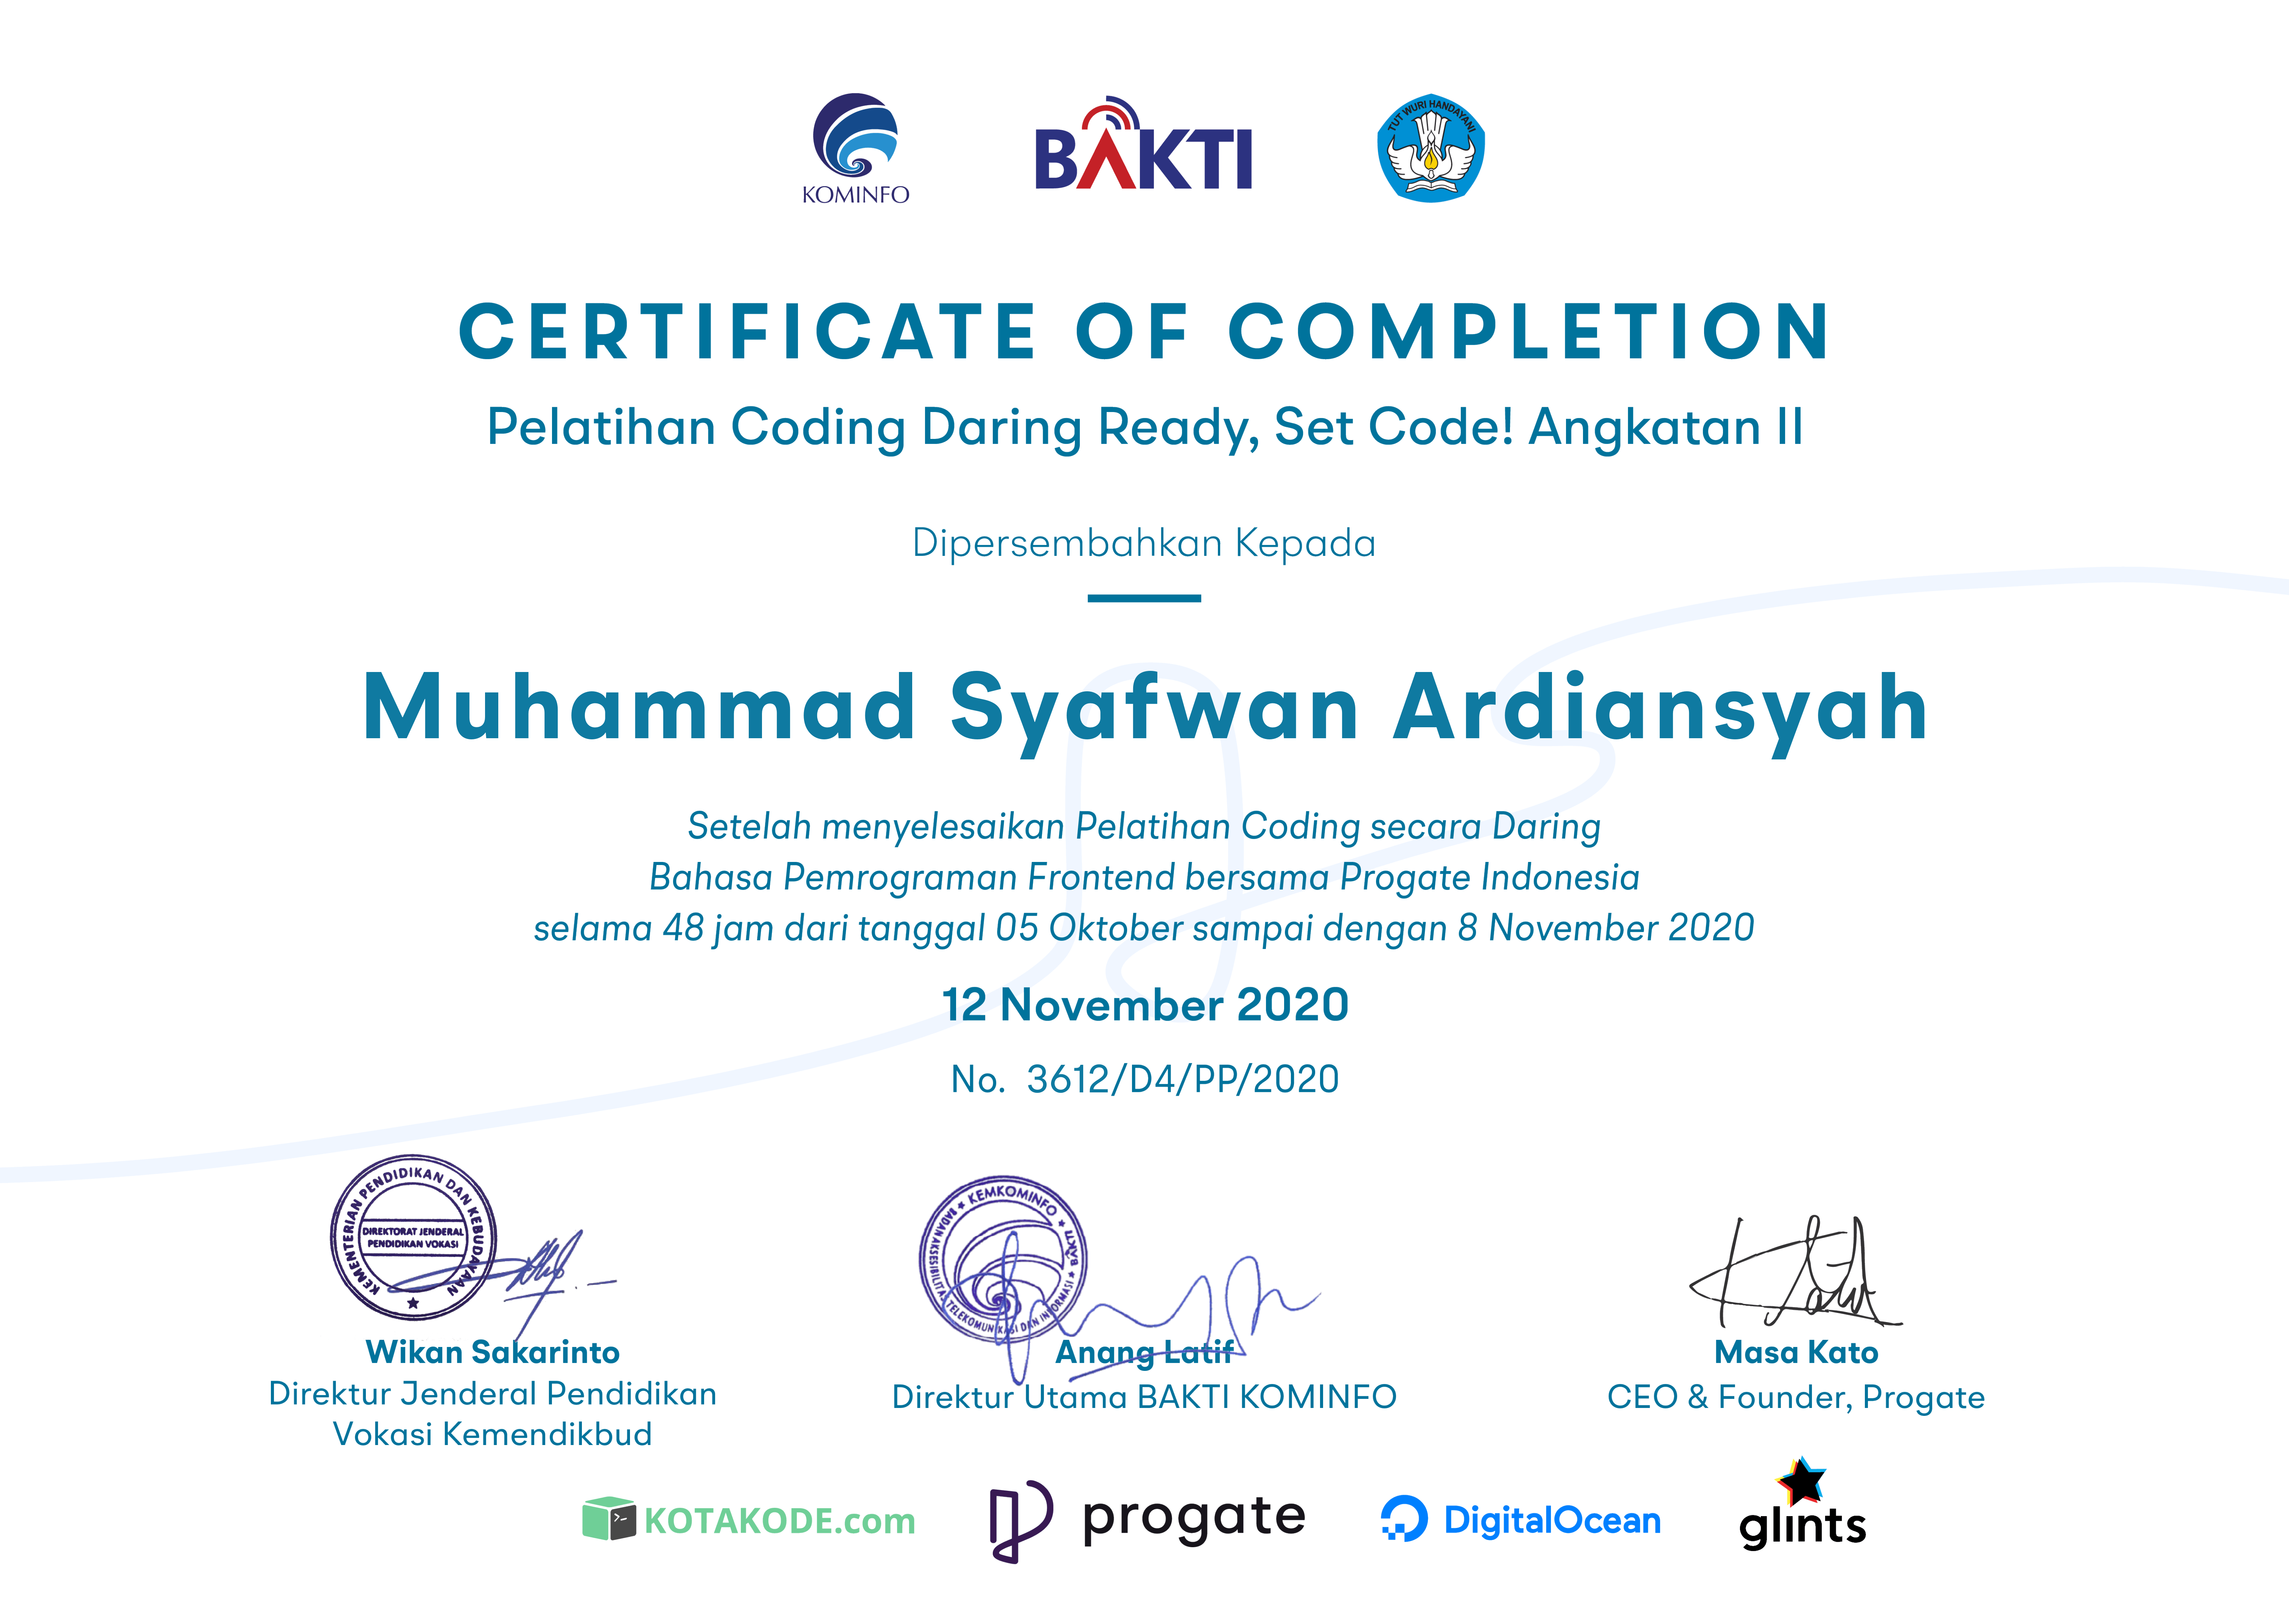 KOMINFO
BAKTI
TUT WURI HANDAYANI
CERTIFICATE OF COMPLETION
Pelatihan Coding Daring Ready, Set Code! Angkatan II
Dipersembahkan Kepada
Muhammad Syafwan Ardiansyah
Setelah menyelesaikan Pelatihan Coding secara Daring
Bahasa Pemrograman Frontend bersama Progate Indonesia
selama 48 jam dari tanggal 05 Oktober sampai dengan 8 November 2020
12 November 2020
No. 3612/D4/PP/2020
KEMENTERIAN PENDIDIKAN DAN KEBUDAYAAN
DIREKTORAT JENDERAL
PENDIDIKAN VOKASI
KEMKOMINFO
BAKTI
BADAN AKSESIBILITAS TELEKOMUNIKASI DAN INFORMASI
Wikan Sakarinto
Direktur Jenderal Pendidikan
Vokasi Kemendikbud
Anang Latif
Direktur Utama BAKTI KOMINFO
Masa Kato
CEO & Founder, Progate
KOTAKODE.com
progate
DigitalOcean
glints